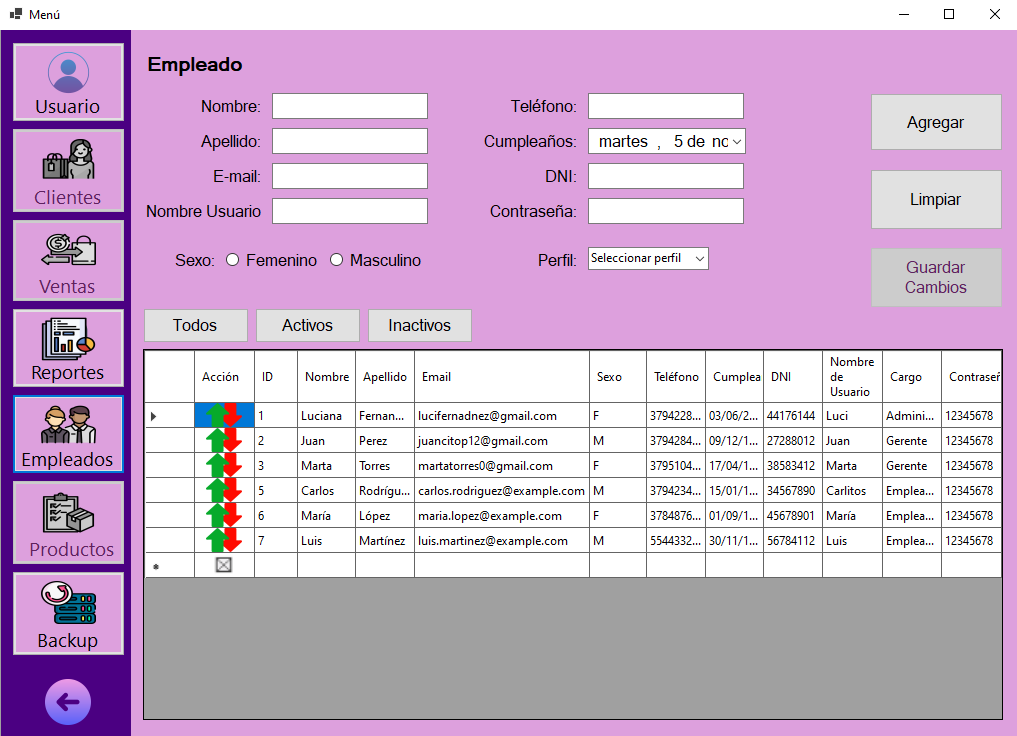 Menú
Usuario
Clientes
Ventas
Reportes
Empleados
Productos
Backup
Empleado
Nombre:
Teléfono:
Apellido:
Cumpleaños: martes , 5 de no
E-mail:
DNI:
Nombre Usuario
Contraseña:
Sexo: Femenino Masculino
Perfil: Seleccionar perfil
Agregar
Limpiar
Guardar
Cambios
Todos Activos Inactivos
Acción ID Nombre Apellido Email Sexo Teléfono Cumplea DNI Nombre de Usuario Cargo Contraseñ
1 Luciana Fernan... lucifernadnez@gmail.com F 3794228... 03/06/2... 44176144 Luci Admini... 12345678
2 Juan Perez juancitop12@gmail.com M 3794284... 09/12/1... 27288012 Juan Gerente 12345678
3 Marta Torres martatorres0@gmail.com F 3795104... 17/04/1... 38583412 Marta Gerente 12345678
5 Carlos Rodrígu... carlos.rodriguez@example.com M 3794234... 15/01/1... 34567890 Carlitos Emplea... 12345678
6 María López maria.lopez@example.com F 3784876... 01/09/1... 45678901 María Emplea... 12345678
7 Luis Martínez luis.martinez@example.com M 5544332... 30/11/1... 56784112 Luis Emplea... 12345678